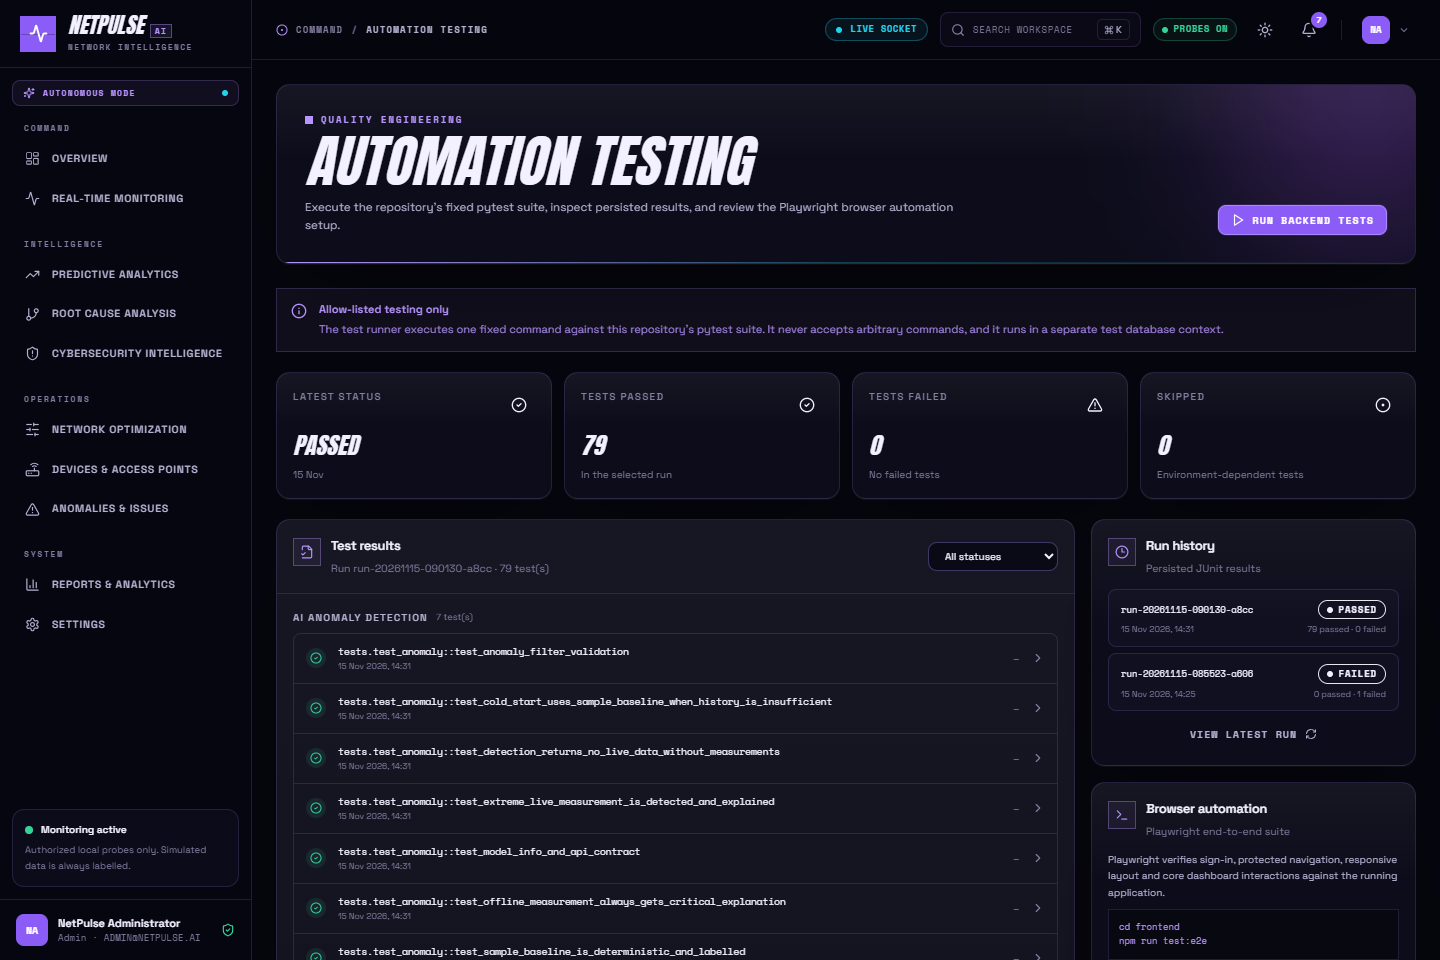 NETPULSE AI
NETWORK INTELLIGENCE
AUTONOMOUS MODE
COMMAND
OVERVIEW
REAL-TIME MONITORING
INTELLIGENCE
PREDICTIVE ANALYTICS
ROOT CAUSE ANALYSIS
CYBERSECURITY INTELLIGENCE
OPERATIONS
NETWORK OPTIMIZATION
DEVICES & ACCESS POINTS
ANOMALIES & ISSUES
SYSTEM
REPORTS & ANALYTICS
SETTINGS
Monitoring active
Authorized local probes only. Simulated
data is always labelled.
NA
NetPulse Administrator
Admin · ADMIN@NETPULSE.AI
COMMAND / AUTOMATION TESTING
LIVE SOCKET
SEARCH WORKSPACE
⌘K
PROBES ON
7
NA
QUALITY ENGINEERING
AUTOMATION TESTING
Execute the repository's fixed pytest suite, inspect persisted results, and review the Playwright browser automation
setup.
RUN BACKEND TESTS
Allow-listed testing only
The test runner executes one fixed command against this repository's pytest suite. It never accepts arbitrary commands, and it runs in a separate test database context.
LATEST STATUS
PASSED
15 Nov
TESTS PASSED
79
In the selected run
TESTS FAILED
0
No failed tests
SKIPPED
0
Environment-dependent tests
Test results
Run run-20261115-090130-a8cc · 79 test(s)
All statuses
AI ANOMALY DETECTION 7 test(s)
tests.test_anomaly::test_anomaly_filter_validation
15 Nov 2026, 14:31
–
tests.test_anomaly::test_cold_start_uses_sample_baseline_when_history_is_insufficient
15 Nov 2026, 14:31
–
tests.test_anomaly::test_detection_returns_no_live_data_without_measurements
15 Nov 2026, 14:31
–
tests.test_anomaly::test_extreme_live_measurement_is_detected_and_explained
15 Nov 2026, 14:31
–
tests.test_anomaly::test_model_info_and_api_contract
15 Nov 2026, 14:31
–
tests.test_anomaly::test_offline_measurement_always_gets_critical_explanation
15 Nov 2026, 14:31
–
tests.test_anomaly::test_sample_baseline_is_deterministic_and_labelled
Run history
Persisted JUnit results
run-20261115-090130-a8cc
PASSED
15 Nov 2026, 14:31
79 passed · 0 failed
run-20261115-085523-a606
FAILED
15 Nov 2026, 14:25
0 passed · 1 failed
VIEW LATEST RUN
Browser automation
Playwright end-to-end suite
Playwright verifies sign-in, protected navigation, responsive
layout and core dashboard interactions against the running
application.
cd frontend
npm run test:e2e